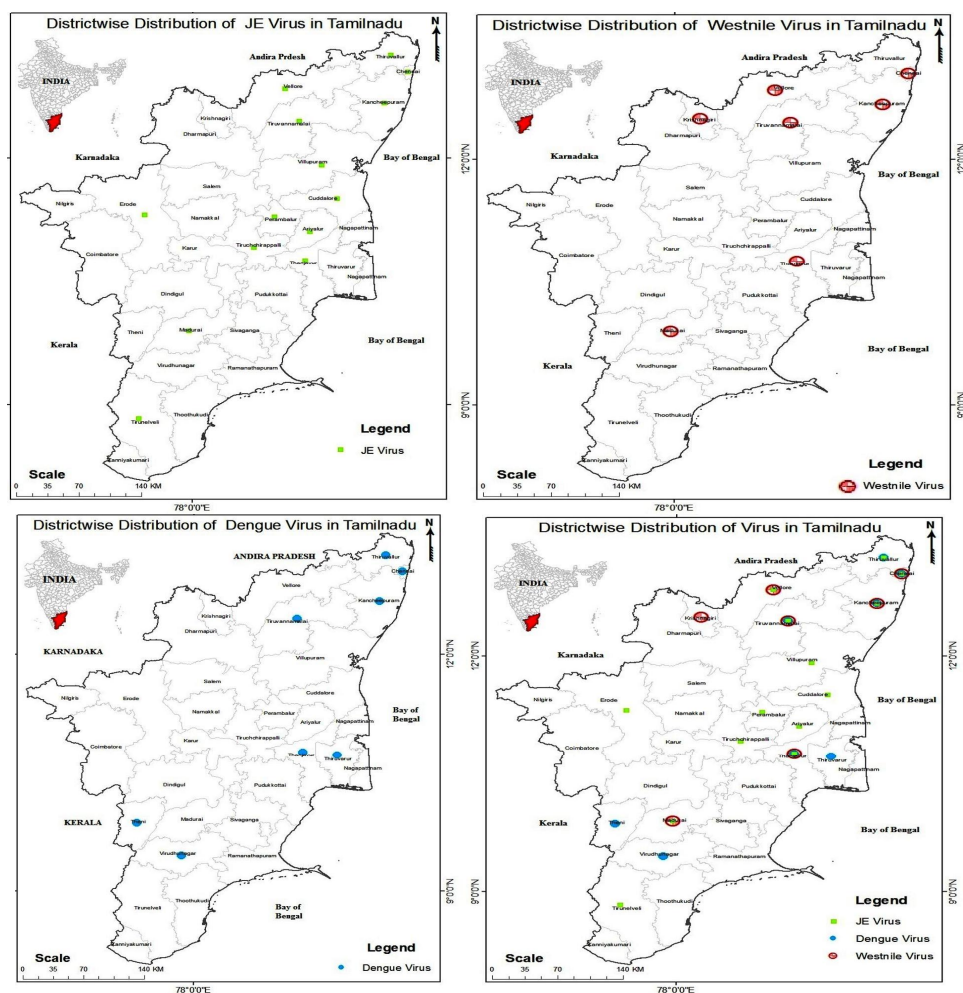 Districtwise Distribution of JE Virus in Tamilnadu
N
Andira Prdesh
Thiruvallur
Chennai
INDIA
Vellore
Kancheepuram
Krishnagiri
Tiruvannamalai
Dharmapuri
Karnadaka
Bay of Bengal
12°0'0"N
Villupuram
Salem
Cuddalore
Nilgiris
Erode
Namakkal
Perambalur
Ariyalur
Nagapattinam
Coimbatore
Karur
Tiruchchirappalli
Thanjavur
Thiruvarur
Nagapattinam
Dindigul
Pudukkottai
Theni
Madurai
Sivaganga
Kerala
Bay of Bengal
Virudhunagar
Ramanathapuram
9°0'0"N
Thoothukudi
Tirunelveli
Legend
JE Virus
Kanniyakumari
Scale
0 35 70 140 KM
78°0'0"E
Districtwise Distribution of Westnile Virus in Tamilnadu
N
Andira Pradesh
Thiruvallur
Chennai
INDIA
Vellore
Kancheepuram
Krishnagiri
Tiruvannamalai
Dharmapuri
Karnadaka
12°0'0"N
Villupuram
Bay of Bengal
Salem
Cuddalore
Nilgiris
Erode
Namakkal
Perambalur
Ariyalur
Nagapattinam
Coimbatore
Karur
Tiruchchirappalli
Thanjavur
Thiruvarur
Nagapattinam
Dindigul
Pudukkottai
Theni
Madurai
Sivaganga
Kerala
Bay of Bengal
Virudhunagar
Ramanathapuram
9°0'0"N
Thoothukudi
Tirunelveli
Legend
Westnile Virus
Kanniyakumari
Scale
0 35 70 140 KM
78°0'0"E
Districtwise Distribution of Dengue Virus in Tamilnadu
N
ANDIRA PRADESH
Thiruvallur
Chennai
INDIA
Vellore
Kancheepuram
Krishnagiri
Tiruvannamalai
Dharmapuri
KARNADAKA
12°0'0"N
Villupuram
Salem
Cuddalore
Nilgiris
Erode
Bay of
Bengal
Namakkal
Perambalur
Ariyalur
Nagapattinam
Coimbatore
Karur
Tiruchchirappalli
Thanjavur
Thiruvarur
Nagapattinam
Dindigul
Pudukkottai
KERALA
Theni
Madurai
Sivaganga
Virudhunagar
Ramanathapuram
9°0'0"N
Thoothukudi
Tirunelveli
Bay of
Bengal
Kanniyakumari
Legend
Dengue Virus
Scale
0 35 70 140 KM
78°0'0"E
Districtwise Distribution of Virus in Tamilnadu
N
Andira Pradesh
Thiruvallur
Chennai
INDIA
Vellore
Kancheepuram
Krishnagiri
Tiruvannamalai
Dharmapuri
Karnadaka
12°0'0"N
Villupuram
Salem
Cuddalore
Bay of Bengal
Nilgiris
Erode
Namakkal
Perambalur
Ariyalur
Nagapattinam
Coimbatore
Karur
Tiruchchirappalli
Thanjavur
Thiruvarur
Nagapattinam
Dindigul
Pudukkottai
Kerala
Theni
Madurai
Sivaganga
Bay of Bengal
Virudhunagar
Ramanathapuram
9°0'0"N
Thoothukudi
Tirunelveli
Legend
JE Virus
Dengue Virus
Westnile Virus
Kanniyakumari
Scale
0 35 70 140 KM
78°0'0"E